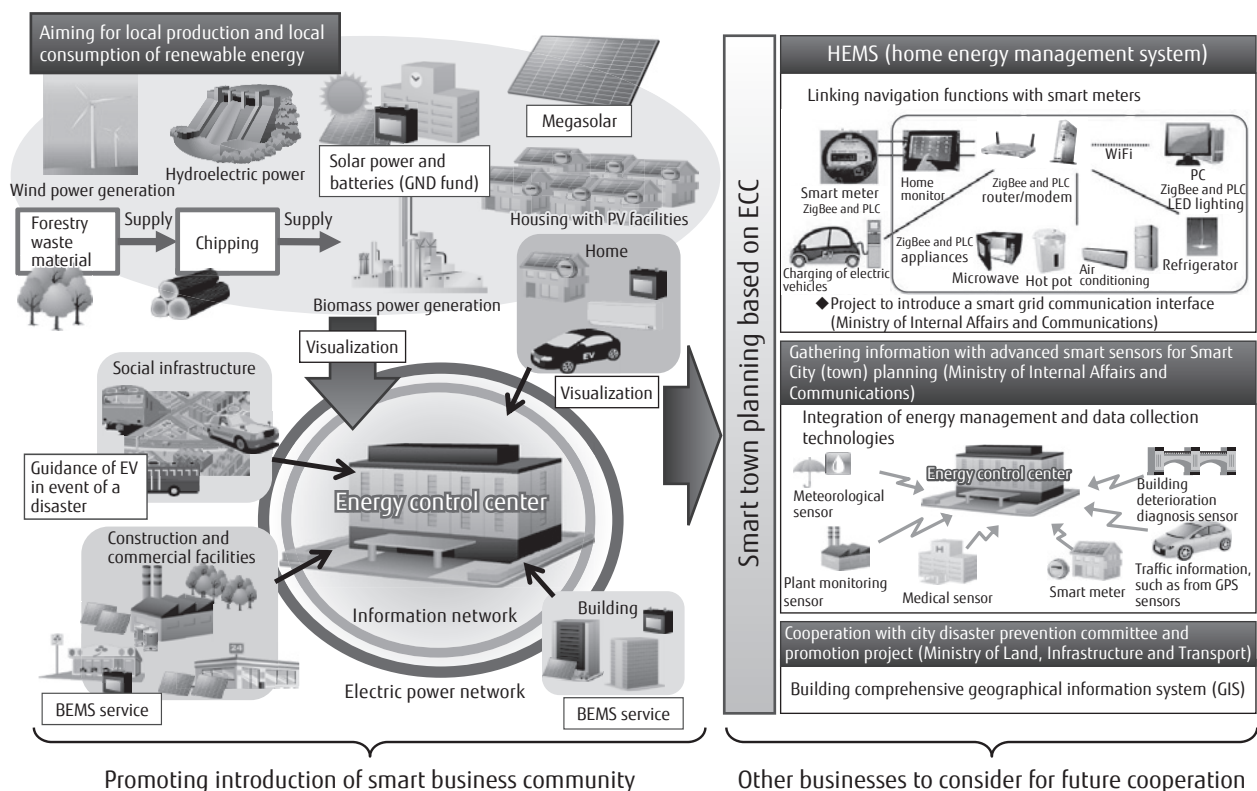 Aiming for local production and local
consumption of renewable energy
Wind power generation
Hydroelectric power
Solar power and
batteries (GND fund)
Megasolar
Housing with PV facilities
Forestry
waste
material
Supply
Chipping
Supply
Biomass power generation
Home
EV
Visualization
Visualization
Social infrastructure
Guidance of EV
in event of a
disaster
Energy control center
Construction and
commercial facilities
24
BEMS service
Information network
Electric power network
Building
BEMS service
Promoting introduction of smart business community
Smart town planning based on ECC
HEMS (home energy management system)
Linking navigation functions with smart meters
Smart meter
ZigBee and PLC
Home
monitor
ZigBee and PLC
router/modem
WiFi
PC
ZigBee and PLC
LED lighting
Charging of electric
vehicles
ZigBee and PLC
appliances
Microwave
Hot pot
Air
conditioning
Refrigerator
◆Project to introduce a smart grid communication interface
(Ministry of Internal Affairs and Communications)
Gathering information with advanced smart sensors for Smart
City (town) planning (Ministry of Internal Affairs and
Communications)
Integration of energy management and data collection
technologies
Meteorological
sensor
Energy control center
Building
deterioration
diagnosis sensor
Plant monitoring
sensor
H
Medical sensor
Smart meter
Traffic information,
such as from GPS
sensors
Cooperation with city disaster prevention committee and
promotion project (Ministry of Land, Infrastructure and Transport)
Building comprehensive geographical information system (GIS)
Other businesses to consider for future cooperation